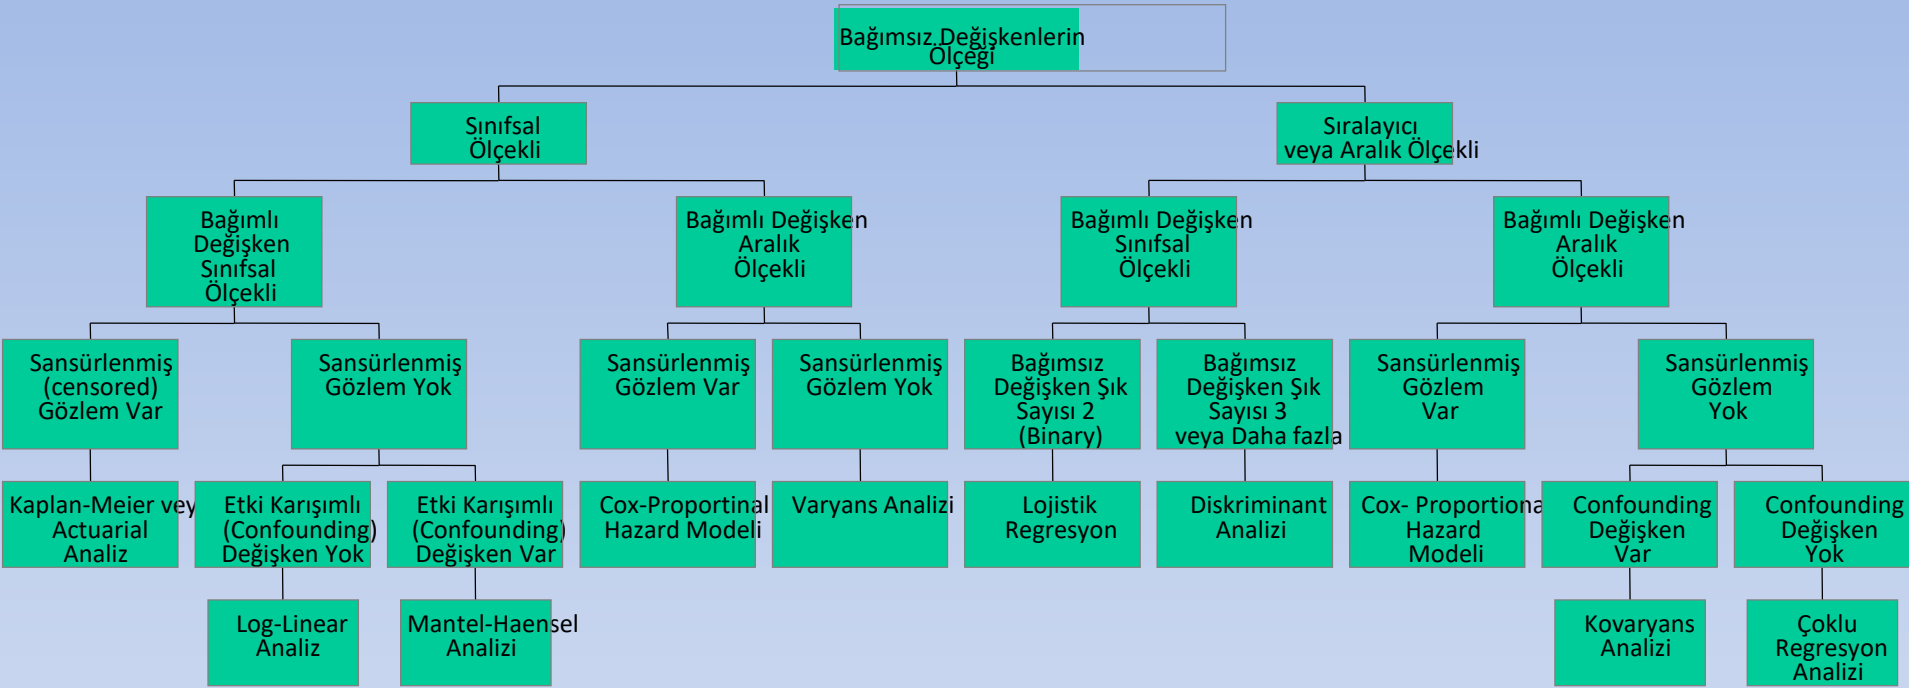 Bağımsız Değişkenlerin
Ölçeği
Sınıfsal
Ölçekli
Sıralayıcı
veya Aralık Ölçekli
Bağımlı
Değişken
Sınıfsal
Ölçekli
Bağımlı Değişken
Aralık
Ölçekli
Bağımlı Değişken
Sınıfsal
Ölçekli
Bağımlı Değişken
Aralık
Ölçekli
Sansürlenmiş
(censored)
Gözlem Var
Sansürlenmiş
Gözlem Yok
Sansürlenmiş
Gözlem Var
Sansürlenmiş
Gözlem Yok
Bağımsız
Değişken Şık
Sayısı 2
(Binary)
Bağımsız
Değişken Şık
Sayısı 3
veya Daha fazla
Sansürlenmiş
Gözlem
Var
Sansürlenmiş
Gözlem
Yok
Kaplan-Meier vey
Actuarial
Analiz
Etki Karışımlı
(Confounding)
Değişken Yok
Etki Karışımlı
(Confounding)
Değişken Var
Cox-Proportinal
Hazard Modeli
Varyans Analizi
Lojistik
Regresyon
Diskriminant
Analizi
Cox- Proportiona
Hazard
Modeli
Confounding
Değişken
Var
Confounding
Değişken
Yok
Log-Linear
Analiz
Mantel-Haensel
Analizi
Kovaryans
Analizi
Çoklu
Regresyon
Analizi